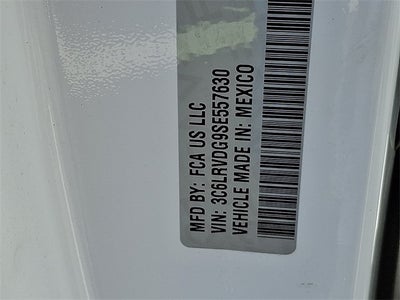 MFD BY: FCA US LLC
VIN: 3C6LRVDG9SE557630
VEHICLE MADE IN: MEXICO